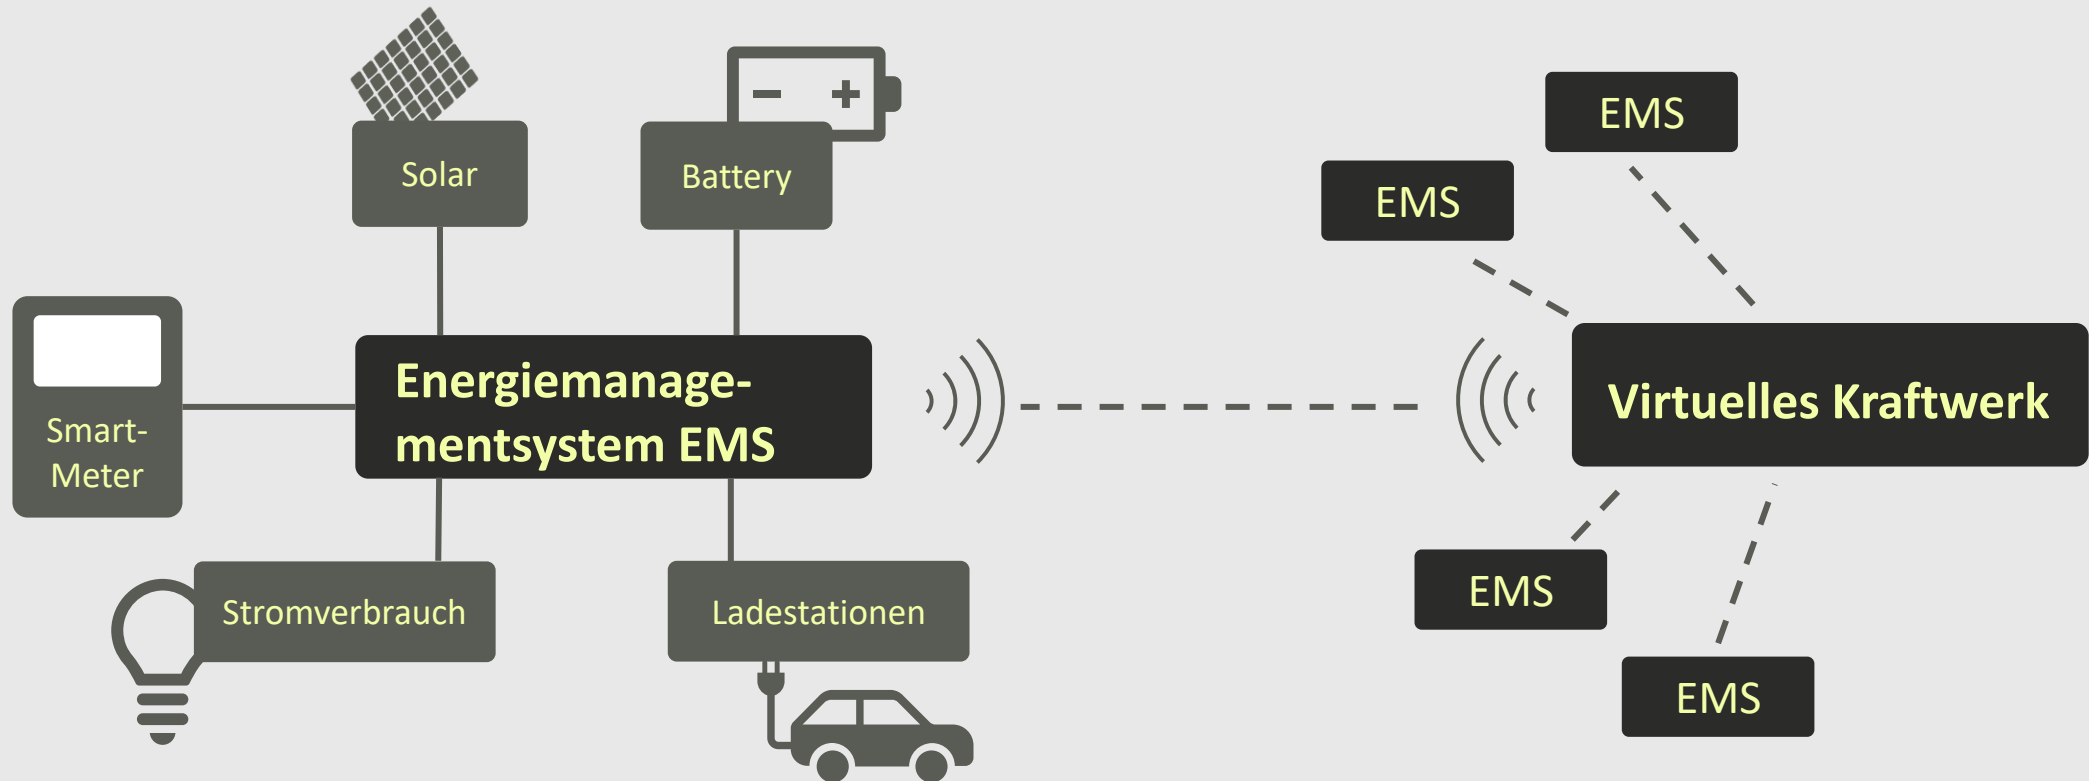 Solar
Battery
EMS
EMS
Smart-
Meter
Energiemanage-
mentsystem EMS
Virtuelles Kraftwerk
Stromverbrauch
Ladestationen
EMS
EMS